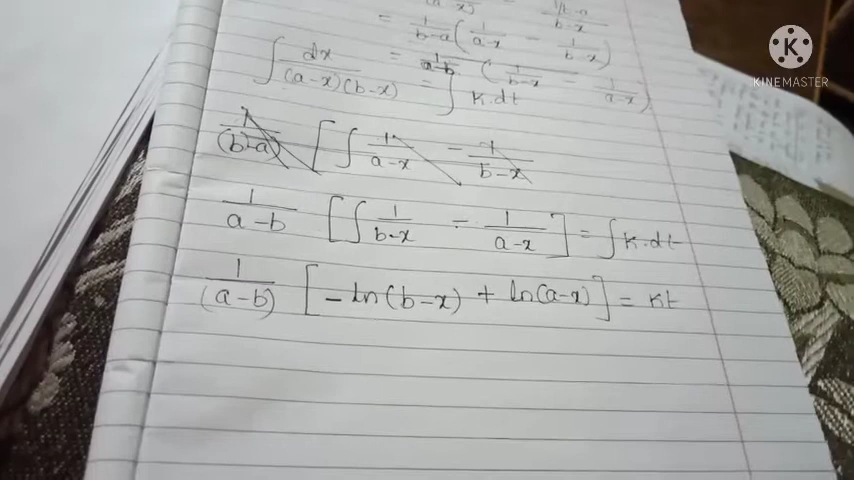 = 1/(b-a) (1/(a-x) - 1/(b-x))
∫ dx/((a-x)(b-x)) = 1/(a-b) (1/(b-x) - 1/(a-x))
= ∫ K.dt
1/(b-a) [∫ 1/(a-x) - 1/(b-x)
1/(a-b) [∫ 1/(b-x) - 1/(a-x)] = ∫ K.dt
1/(a-b) [-ln(b-x) + ln(a-x)] = Kt
K
KINEMASTER